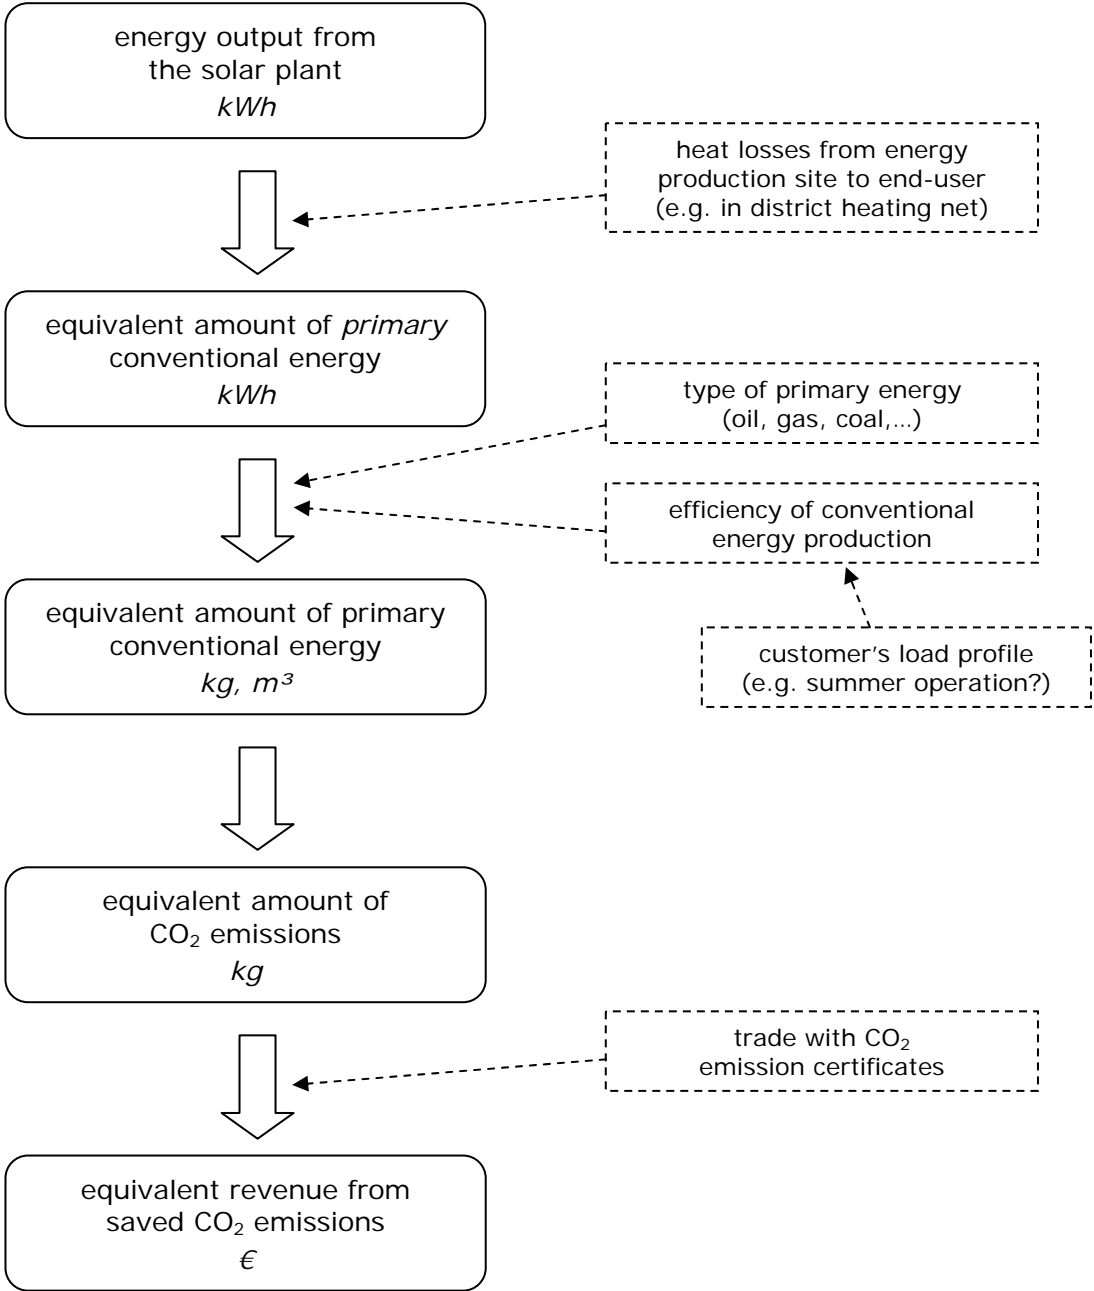 energy output from
the solar plant
kWh
heat losses from energy
production site to end-user
(e.g. in district heating net)
equivalent amount of primary
conventional energy
kWh
type of primary energy
(oil, gas, coal,...)
efficiency of conventional
energy production
equivalent amount of primary
conventional energy
kg, m³
customer's load profile
(e.g. summer operation?)
equivalent amount of
CO₂ emissions
kg
trade with CO₂
emission certificates
equivalent revenue from
saved CO₂ emissions
€